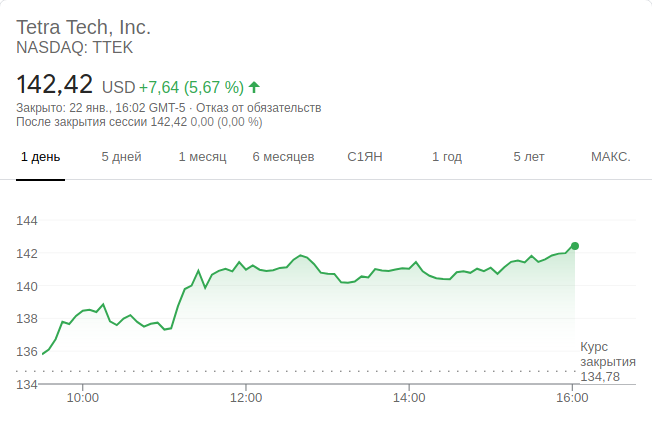 Tetra Tech, Inc.
NASDAQ: TTEK
142,42 USD +7,64 (5,67 %)
Закрыто: 22 янв., 16:02 GMT-5 · Отказ от обязательств
После закрытия сессии 142,42 0,00 (0,00 %)
1 день 5 дней 1 месяц 6 месяцев С1ЯН 1 год 5 лет МАКС.
144
142
140
138
136
134
Курс
закрытия
134,78
10:00 12:00 14:00 16:00